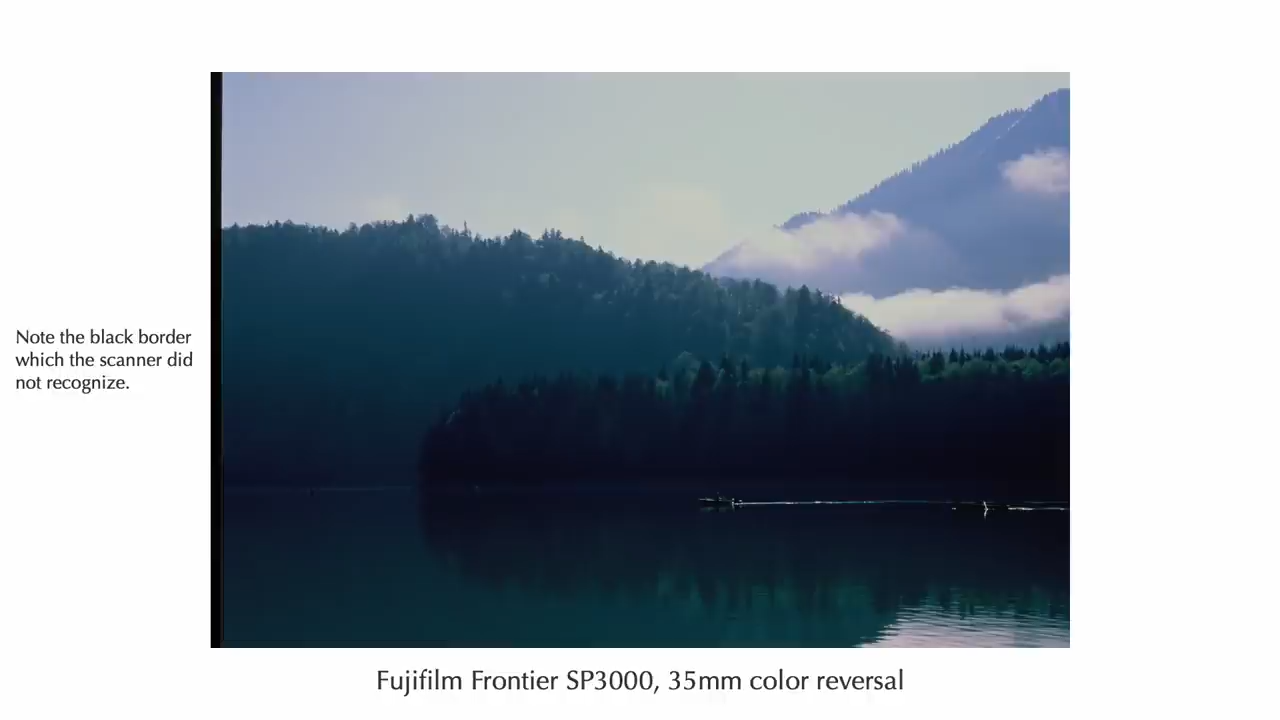 Note the black border
which the scanner did
not recognize.
Fujifilm Frontier SP3000, 35mm color reversal